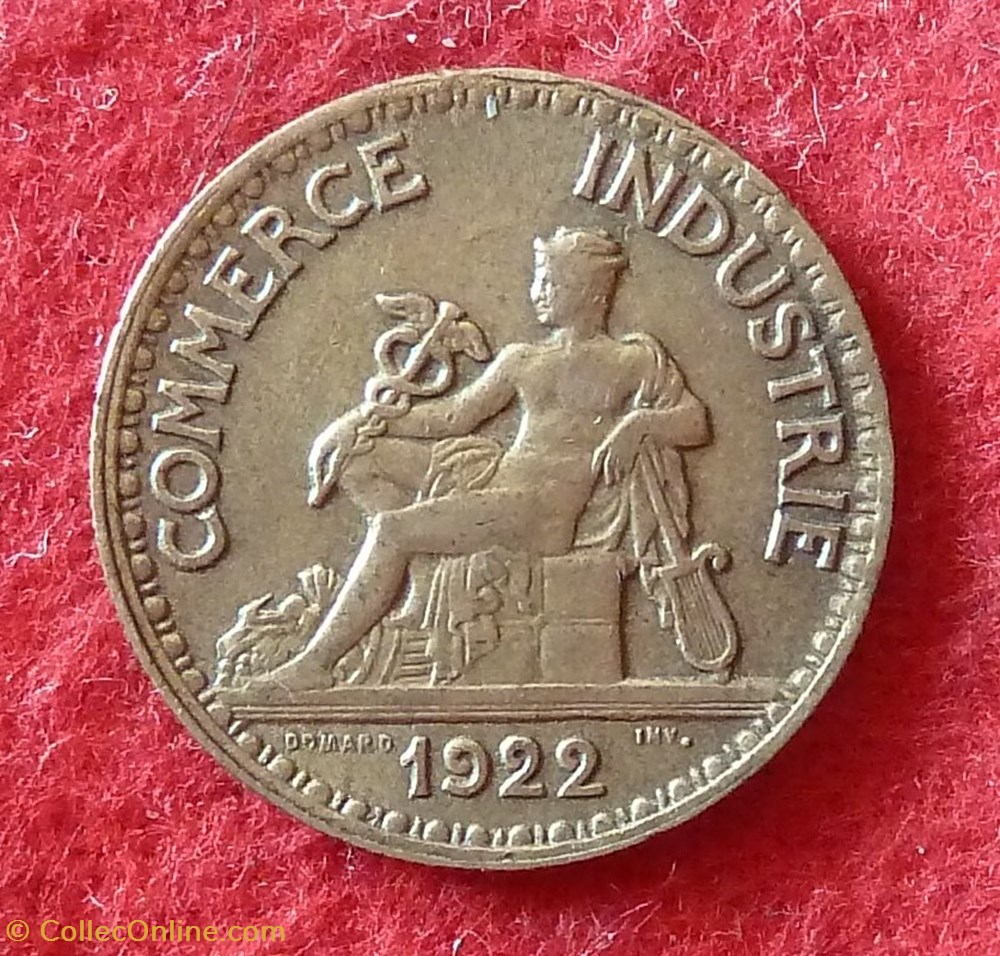 COMMERCE INDUSTRIE
DOMARD INV.
1922
© CollecOnline.com